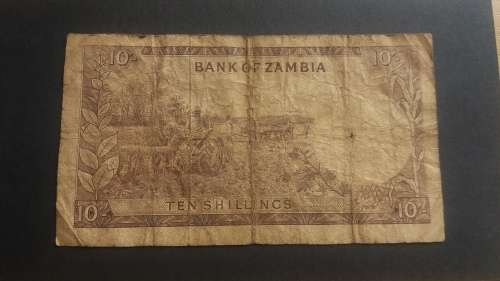 10/- 10/-
BANK OF ZAMBIA
TEN SHILLINGS
10/- 10/-